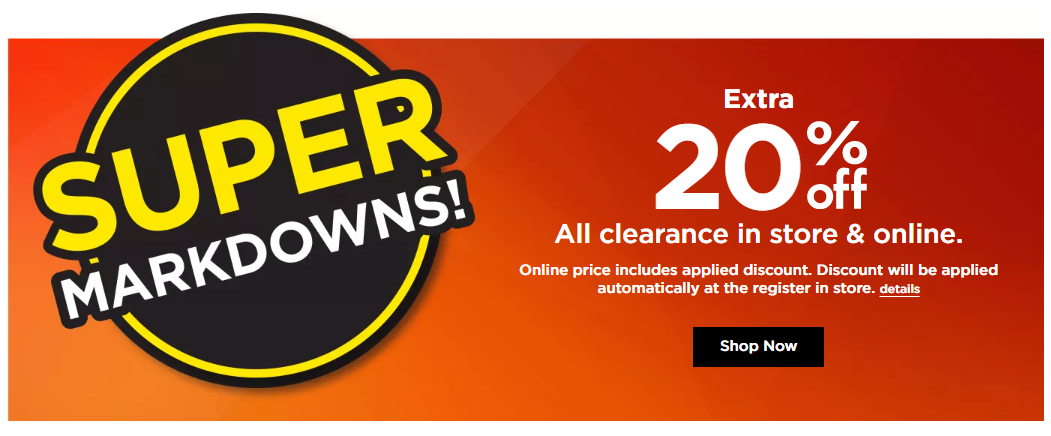 SUPER
MARKDOWNS!
Extra
20% off
All clearance in store & online.
Online price includes applied discount. Discount will be applied
automatically at the register in store. details
Shop Now